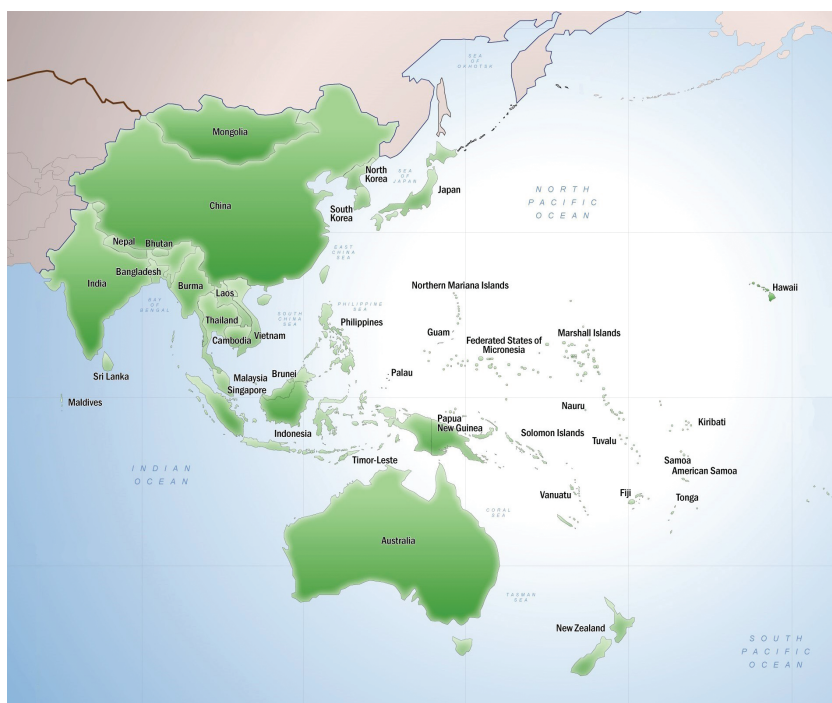 SEA
OF
OKHOTSK
Mongolia
North
Korea
SEA
OF
JAPAN
Japan
NORTH
PACIFIC
OCEAN
China
South
Korea
Nepal
Bhutan
EAST
CHINA
SEA
Bangladesh
India
Burma
Laos
Hawaii
Northern Mariana Islands
BAY
OF
BENGAL
SOUTH
CHINA
SEA
PHILIPPINE
SEA
Thailand
Philippines
Vietnam
Cambodia
Guam
Federated States of
Micronesia
Marshall Islands
Sri Lanka
Malaysia
Brunei
Singapore
Palau
Maldives
Nauru
Papua
New Guinea
Kiribati
Indonesia
Solomon Islands
Tuvalu
Timor-Leste
Samoa
American Samoa
INDIAN
OCEAN
Vanuatu
Fiji
Tonga
CORAL
SEA
Australia
TASMAN
SEA
New Zealand
SOUTH
PACIFIC
OCEAN